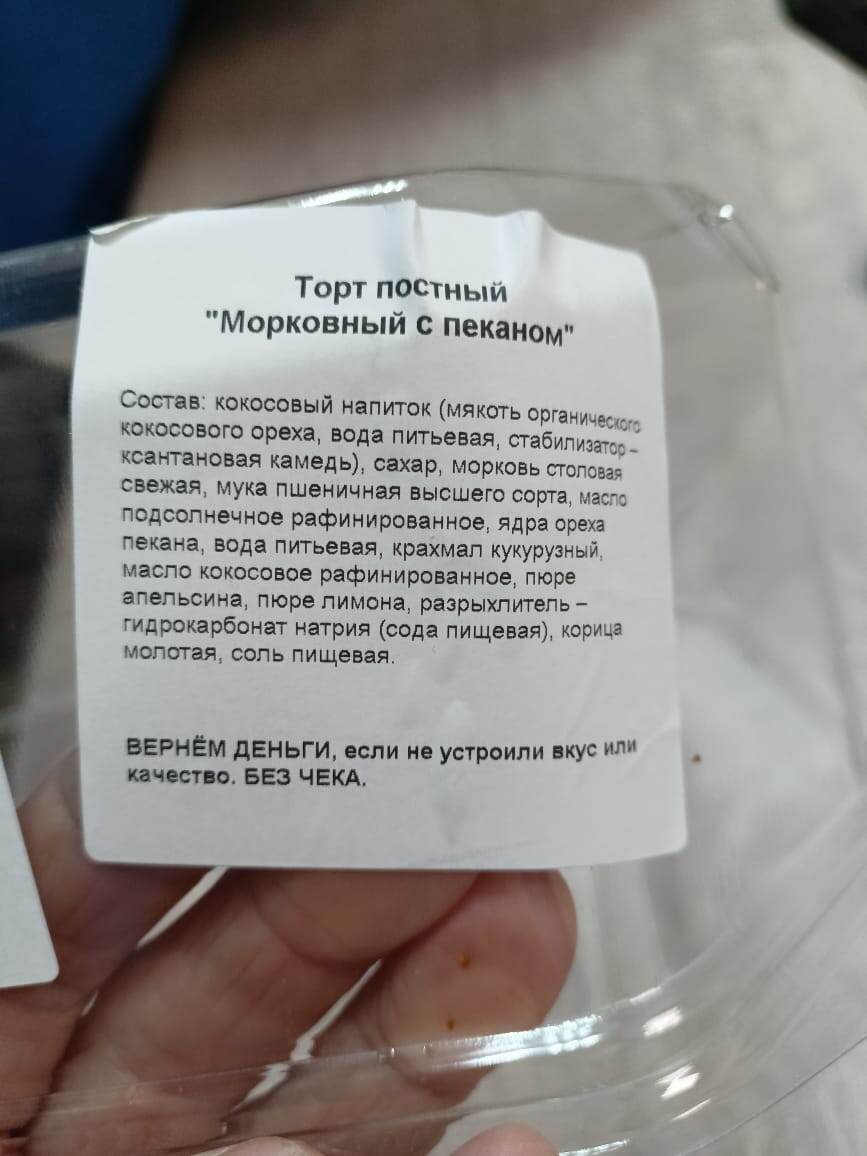 Торт постный
"Морковный с пеканом"
Состав: кокосовый напиток (мякоть органического
кокосового ореха, вода питьевая, стабилизатор –
ксантановая камедь), сахар, морковь столовая
свежая, мука пшеничная высшего сорта, масло
подсолнечное рафинированное, ядра ореха
пекана, вода питьевая, крахмал кукурузный,
масло кокосовое рафинированное, пюре
апельсина, пюре лимона, разрыхлитель –
гидрокарбонат натрия (сода пищевая), корица
молотая, соль пищевая.
ВЕРНЁМ ДЕНЬГИ, если не устроили вкус или
качество. БЕЗ ЧЕКА.